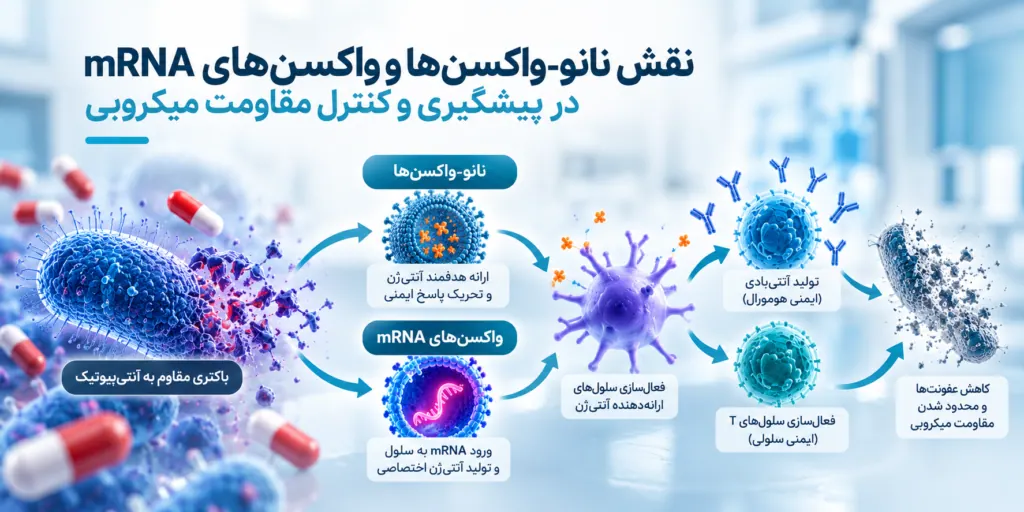 نقش نانو-واکسن‌ها و واکسن‌های mRNA
در پیشگیری و کنترل مقاومت میکروبی
باکتری مقاوم به آنتی‌بیوتیک
نانو-واکسن‌ها
ارائه هدفمند آنتی‌ژن
و تحریک پاسخ ایمنی
واکسن‌های mRNA
ورود mRNA به سلول
و تولید آنتی‌ژن اختصاصی
فعال‌سازی سلول‌های
ارائه‌دهنده آنتی‌ژن
تولید آنتی‌بادی
(ایمنی هومورال)
فعال‌سازی سلول‌های T
(ایمنی سلولی)
کاهش عفونت‌ها
و محدود شدن
مقاومت میکروبی